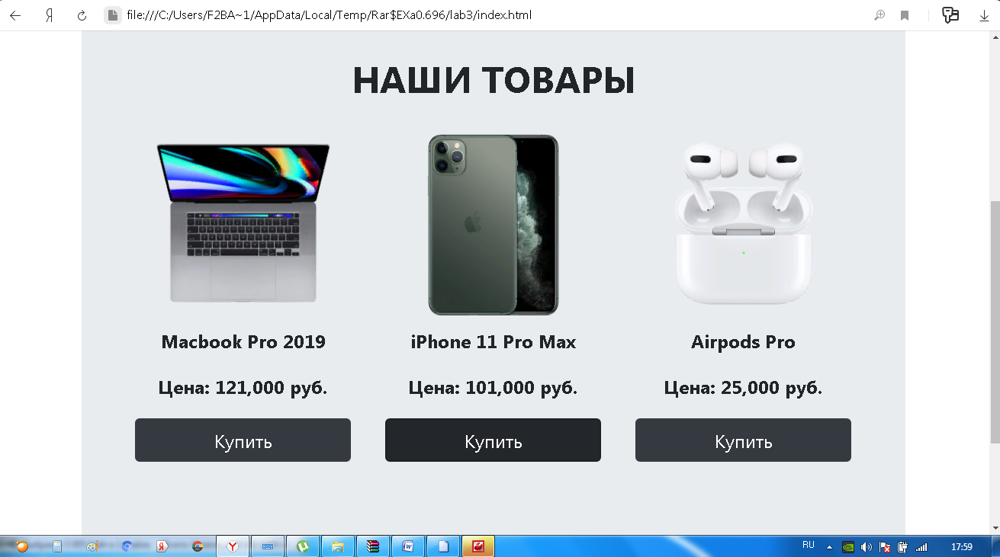 file:///C:/Users/F2BA~1/AppData/Local/Temp/Rar$EXa0.696/lab3/index.html
НАШИ ТОВАРЫ
Macbook Pro 2019
iPhone 11 Pro Max
Airpods Pro
Цена: 121,000 руб.
Цена: 101,000 руб.
Цена: 25,000 руб.
Купить
Купить
Купить
RU
17:59